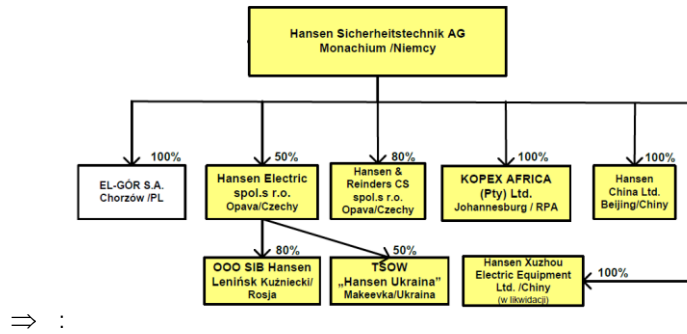 Hansen Sicherheitstechnik AG
Monachium /Niemcy
100%
50%
80%
100%
100%
EL-GÓR S.A.
Chorzów /PL
Hansen Electric
spol.s r.o.
Opava/Czechy
Hansen &
Reinders CS
spol.s r.o.
Opava/Czechy
KOPEX AFRICA
(Pty) Ltd.
Johannesburg / RPA
Hansen
China Ltd.
Beijing/Chiny
80%
50%
OOO SIB Hansen
Lenińsk Kuźniecki/
Rosja
TSOW
„Hansen Ukraina”
Makeevka/Ukraina
Hansen Xuzhou
Electric Equipment
Ltd. /Chiny
(w likwidacji)
100%
⇒ :